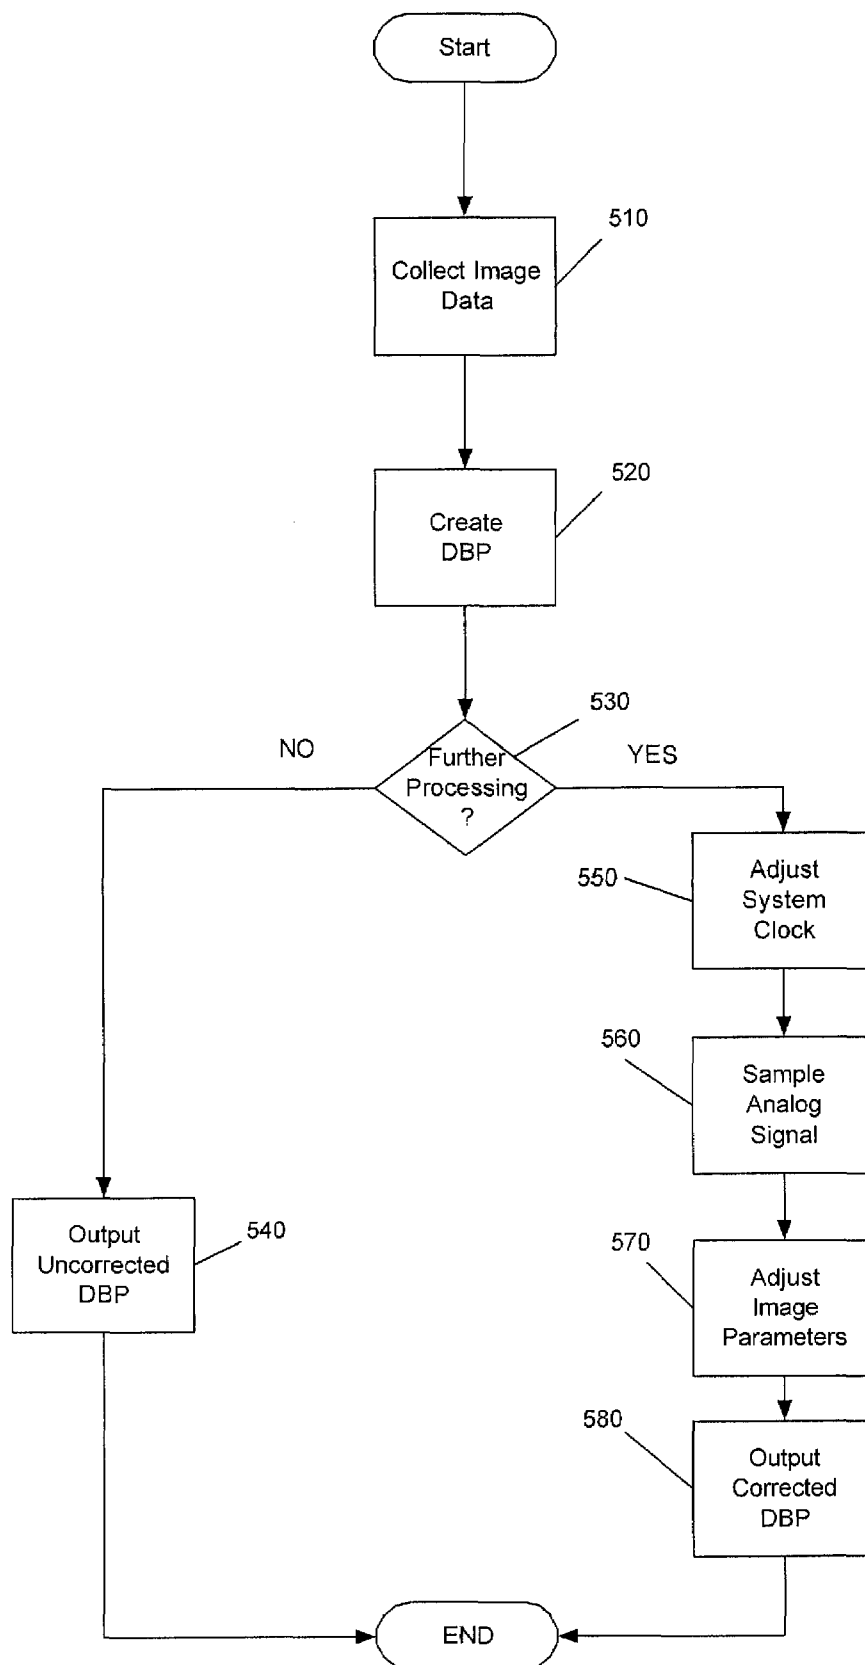 Start
510
Collect Image
Data
520
Create
DBP
530
NO
Further
Processing
?
YES
550
Adjust
System
Clock
560
Sample
Analog
Signal
540
Output
Uncorrected
DBP
570
Adjust
Image
Parameters
580
Output
Corrected
DBP
END